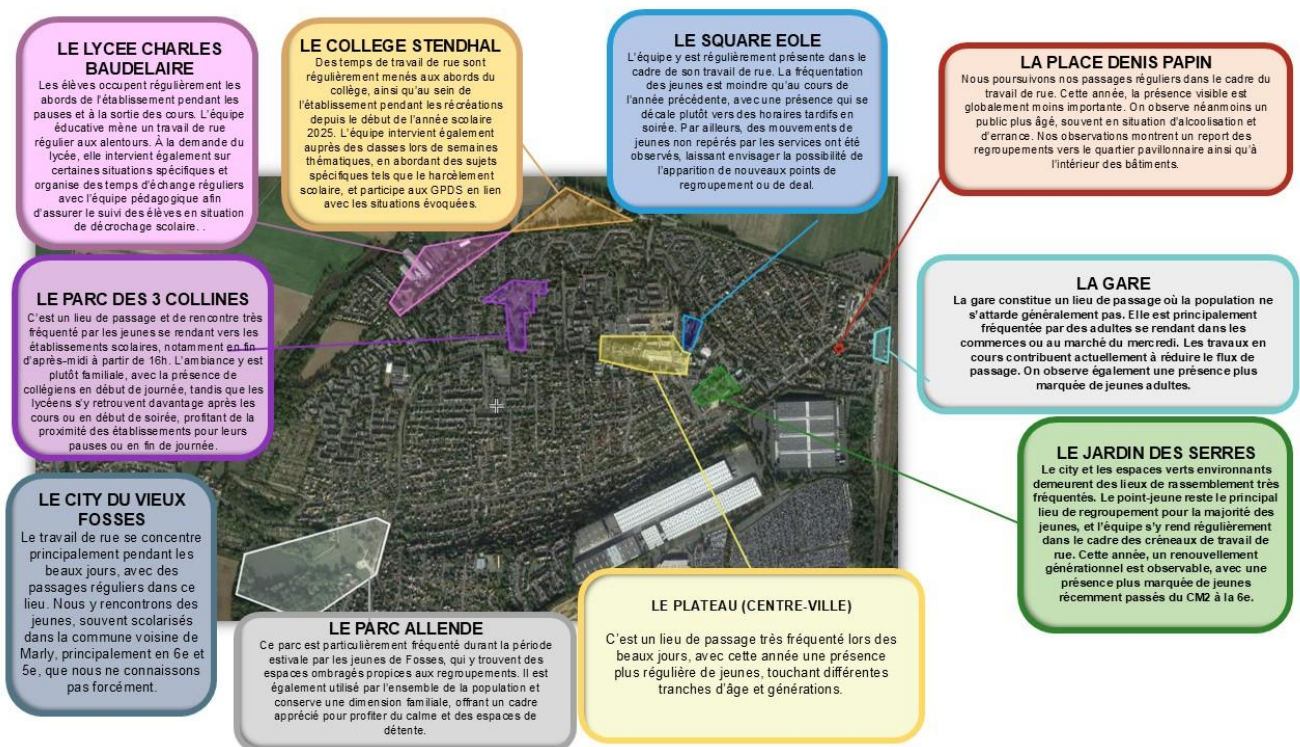 LE LYCEE CHARLES
BAUDELAIRE
Les élèves occupent régulièrement les
abords de l'établissement pendant les
pauses et à la sortie des cours. L'équipe
éducative mène un travail de rue
régulier aux alentours. À la demande du
lycée, elle intervient également sur
certaines situations spécifiques et
organise des temps d'échange réguliers
avec l'équipe pédagogique afin
d'assurer le suivi des élèves en situation
de décrochage scolaire. .
LE COLLEGE STENDHAL
Des temps de travail de rue sont
régulièrement menés aux abords du
collège, ainsi qu'au sein de
l'établissement pendant les récréations
depuis le début de l'année scolaire
2025. L'équipe intervient également
auprès des classes lors de semaines
thématiques, en abordant des sujets
spécifiques tels que le harcèlement
scolaire, et participe aux GPDS en lien
avec les situations évoquées.
LE SQUARE EOLE
L'équipe y est régulièrement présente dans le
cadre de son travail de rue. La fréquentation
des jeunes est moindre qu'au cours de
l'année précédente, avec une présence qui se
décale plutôt vers des horaires tardifs en
soirée. Par ailleurs, des mouvements de
jeunes non repérés par les services ont été
observés, laissant envisager la possibilité de
l'apparition de nouveaux points de
regroupement ou de deal.
LA PLACE DENIS PAPIN
Nous poursuivons nos passages réguliers dans le cadre du
travail de rue. Cette année, la présence visible est
globalement moins importante. On observe néanmoins un
public plus âgé, souvent en situation d'alcoolisation et
d'errance. Nos observations montrent un report des
regroupements vers le quartier pavillonnaire ainsi qu'à
l'intérieur des bâtiments.
LE PARC DES 3 COLLINES
C'est un lieu de passage et de rencontre très
fréquenté par les jeunes se rendant vers les
établissements scolaires, notamment en fin
d'après-midi à partir de 16h. L'ambiance y est
plutôt familiale, avec la présence de
collégiens en début de journée, tandis que les
lycéens s'y retrouvent davantage après les
cours ou en début de soirée, profitant de la
proximité des établissements pour leurs
pauses ou en fin de journée.
LA GARE
La gare constitue un lieu de passage où la population ne
s'attarde généralement pas. Elle est principalement
fréquentée par des adultes se rendant dans les
commerces ou au marché du mercredi. Les travaux en
cours contribuent actuellement à réduire le flux de
passage. On observe également une présence plus
marquée de jeunes adultes.
LE JARDIN DES SERRES
Le city et les espaces verts environnants
demeurent des lieux de rassemblement très
fréquentés. Le point-jeune reste le principal
lieu de regroupement pour la majorité des
jeunes, et l'équipe s'y rend régulièrement
dans le cadre des créneaux de travail de
rue. Cette année, un renouvellement
générationnel est observable, avec une
présence plus marquée de jeunes
récemment passés du CM2 à la 6e.
LE CITY DU VIEUX
FOSSES
Le travail de rue se concentre
principalement pendant les
beaux jours, avec des
passages réguliers dans ce
lieu. Nous y rencontrons des
jeunes, souvent scolarisés
dans la commune voisine de
Marly, principalement en 6e et
5e, que nous ne connaissons
pas forcément.
LE PARC ALLENDE
Ce parc est particulièrement fréquenté durant la période
estivale par les jeunes de Fosses, qui y trouvent des
espaces ombragés propices aux regroupements. Il est
également utilisé par l'ensemble de la population et
conserve une dimension familiale, offrant un cadre
apprécié pour profiter du calme et des espaces de
détente.
LE PLATEAU (CENTRE-VILLE)
C'est un lieu de passage très fréquenté lors des
beaux jours, avec cette année une présence
plus régulière de jeunes, touchant différentes
tranches d'âge et générations.